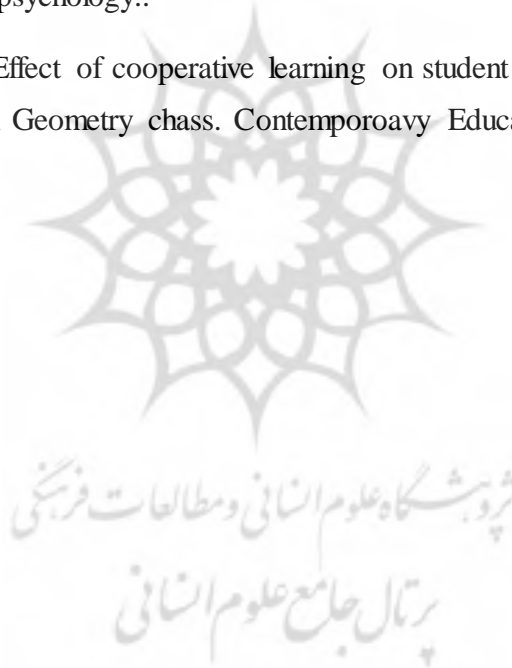 psychology..
Effect of cooperative learning on student
Geometry chass. Contemporoavy Educa
پژوهشگاه علوم انسانی و مطالعات فرهنگی
پرتال جامع علوم انسانی